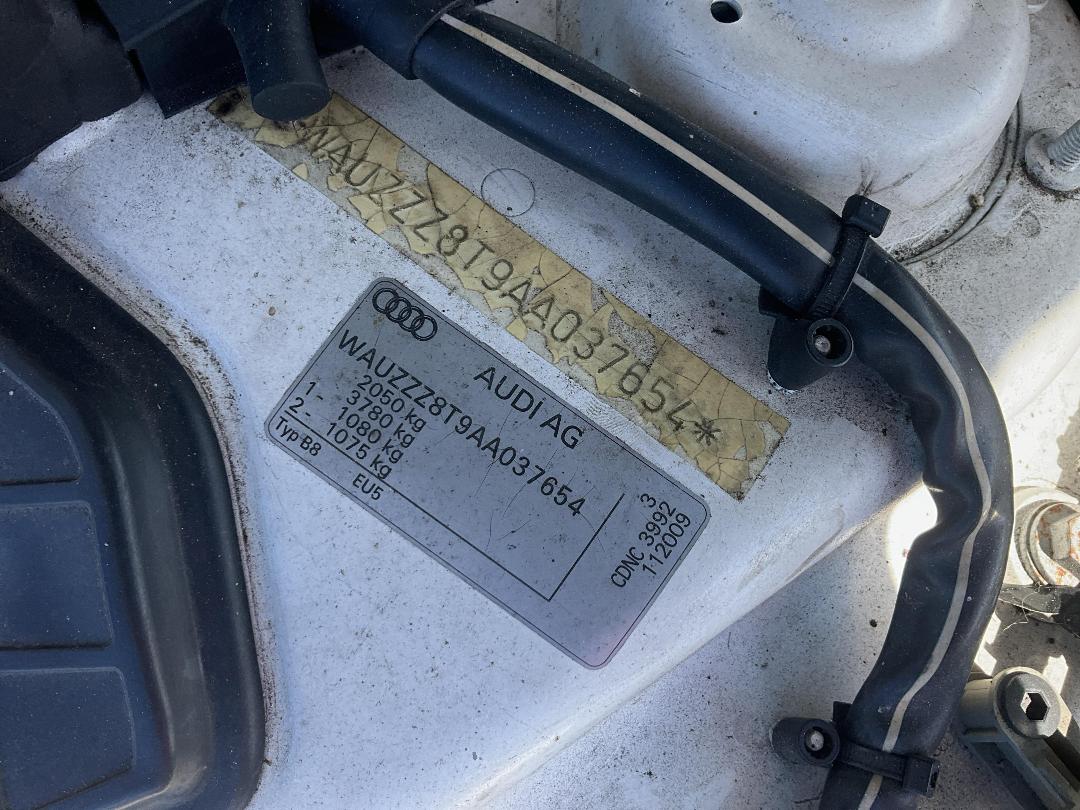 WAUZZZ8T9AA037654*
AUDI AG
WAUZZZ8T9AA037654
2050 kg
3780 kg
1 - 1080 kg
2 - 1075 kg
Typ B8
EU5
3
CDNC 3992
112009